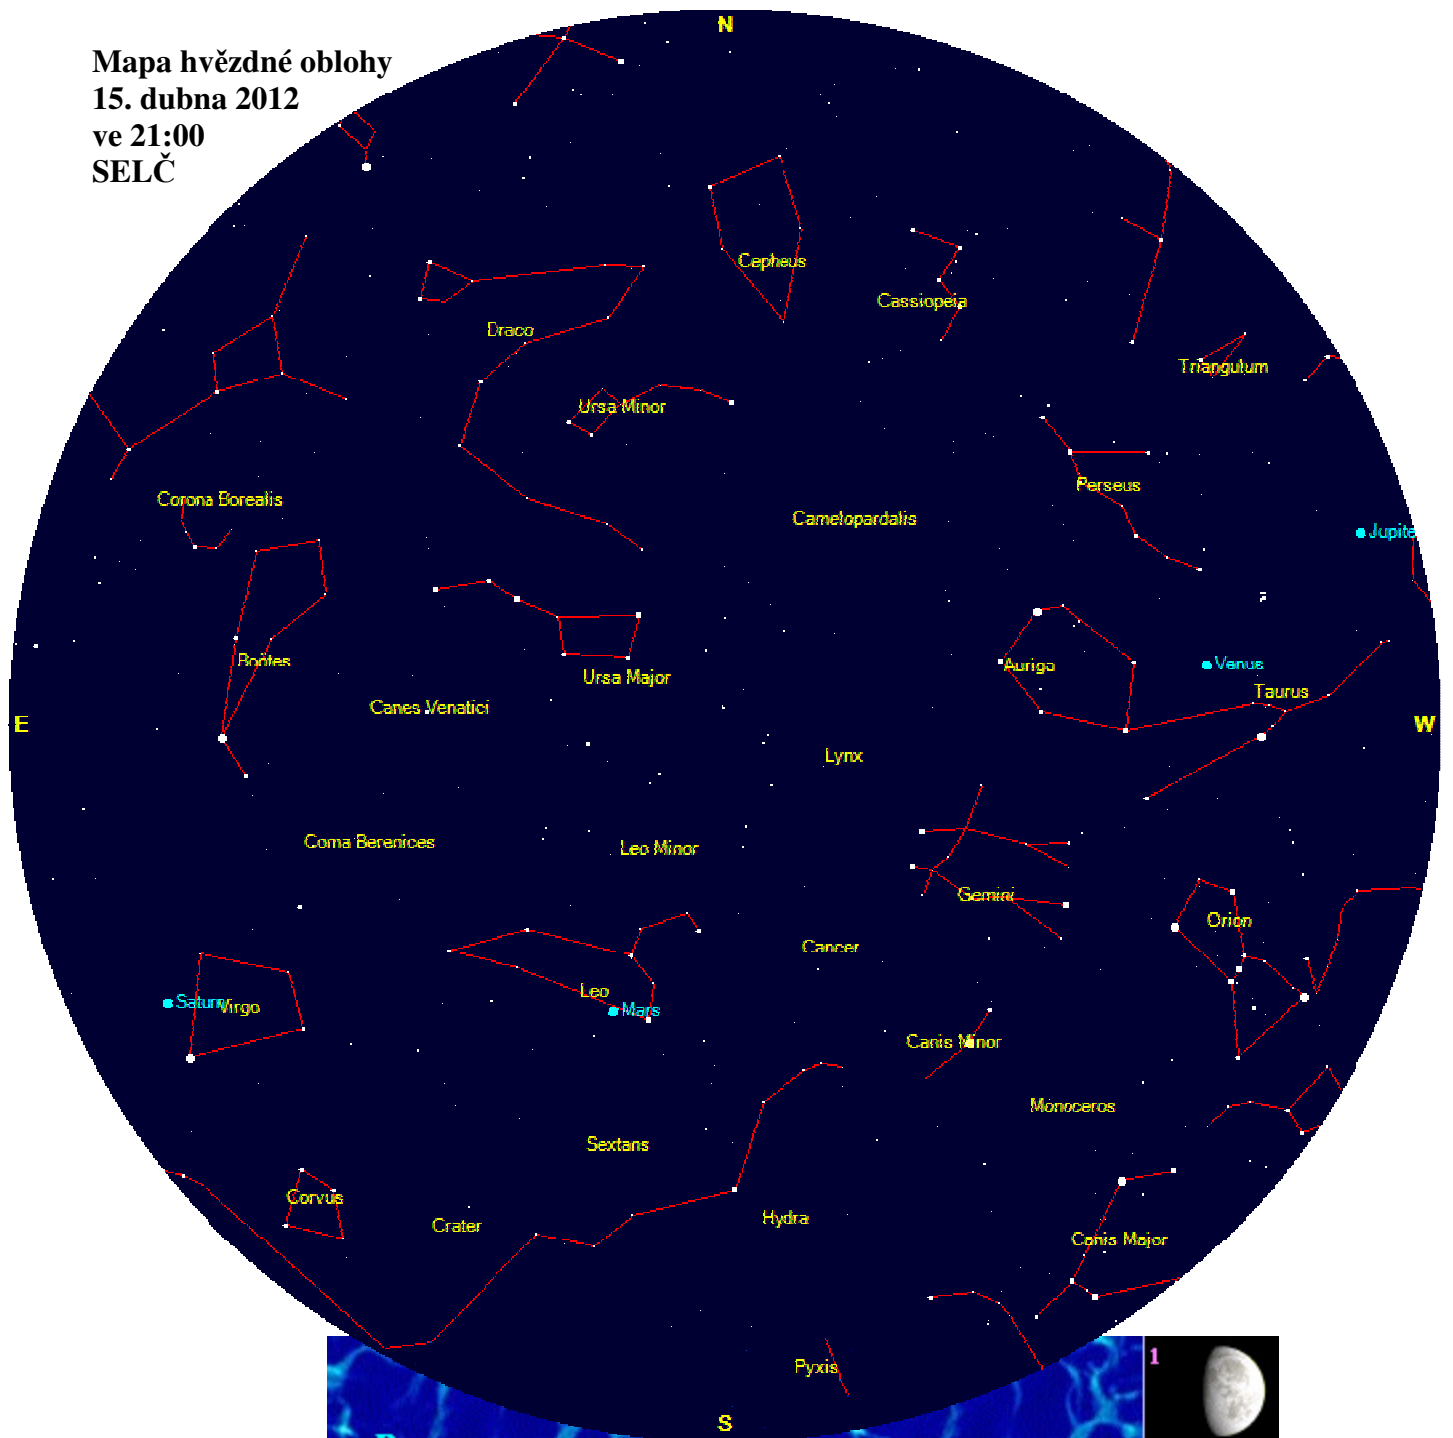 N
Mapa hvězdné oblohy
15. dubna 2012
ve 21:00
SELČ
Cepheus
Cassiopeia
Draco
Triangulum
Ursa Minor
Perseus
Corona Borealis
Camelopardalis
Jupite
Boötes
Auriga
Venus
Ursa Major
Taurus
Canes Venatici
E
W
Lynx
Coma Berenices
Leo Minor
Gemini
Orion
Cancer
Leo
Saturn
Virgo
Mars
Canis Minor
Monoceros
Sextans
Corvus
Crater
Hydra
Canis Major
1
Pyxis
S